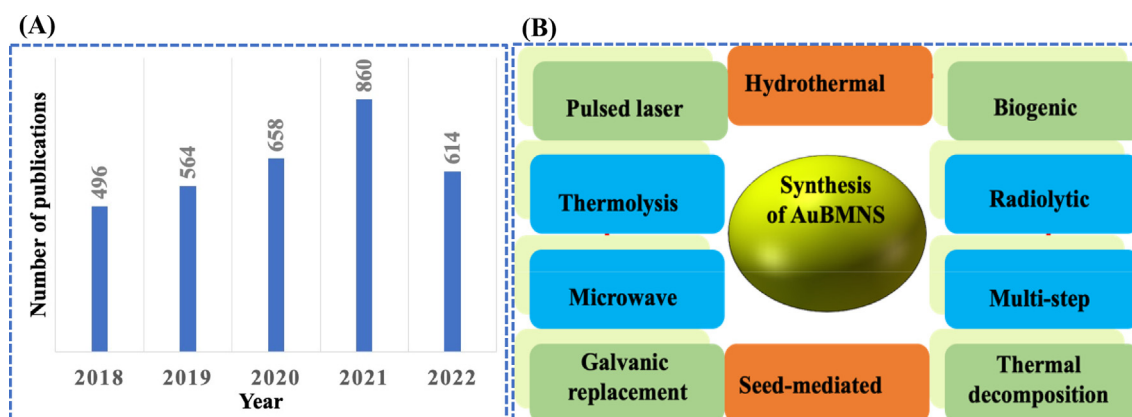 (A)
Number of publications
496
564
658
860
614
2018 2019 2020 2021 2022
Year
(B)
Pulsed laser
Hydrothermal
Biogenic
Thermolysis
Synthesis
of AuBMNS
Radiolytic
Microwave
Multi-step
Galvanic
replacement
Seed-mediated
Thermal
decomposition